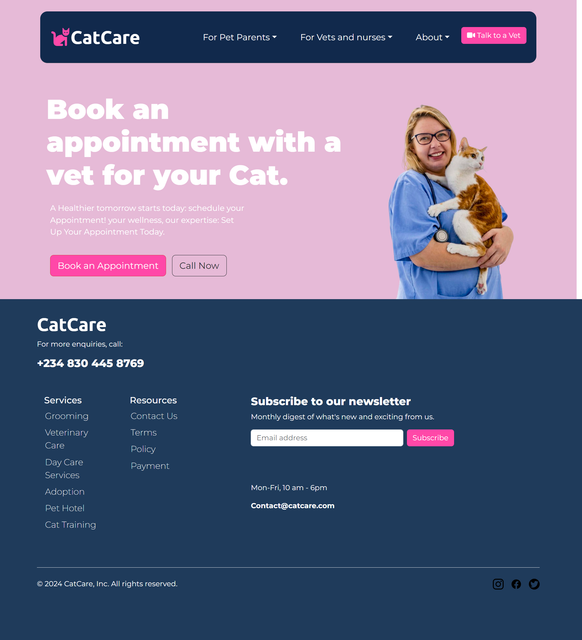 CatCare
For Pet Parents
For Vets and nurses
About
Talk to a Vet
Book an
appointment with a
vet for your Cat.
A Healthier tomorrow starts today: schedule your
Appointment! your wellness, our expertise: Set
Up Your Appointment Today.
Book an Appointment
Call Now
CatCare
For more enquiries, call:
+234 830 445 8769
Services
Grooming
Veterinary
Care
Day Care
Services
Adoption
Pet Hotel
Cat Training
Resources
Contact Us
Terms
Policy
Payment
Subscribe to our newsletter
Monthly digest of what's new and exciting from us.
Email address
Subscribe
Mon-Fri, 10 am - 6pm
Contact@catcare.com
© 2024 CatCare, Inc. All rights reserved.